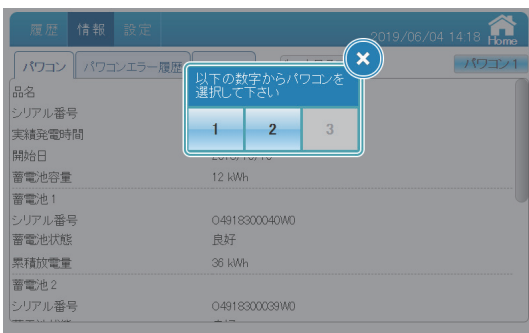 履歴 情報 設定
2019/06/04 14:18 Home
パワコン パワコンエラー履歴 パワコン1
以下の数字からパワコンを
選択して下さい
1 2 3
品名
シリアル番号
実績発電時間
開始日
蓄電池容量 12 kWh
蓄電池1
シリアル番号 O4918300040W0
蓄電池状態 良好
累積放電量 36 kWh
蓄電池2
シリアル番号 O4918300039W0